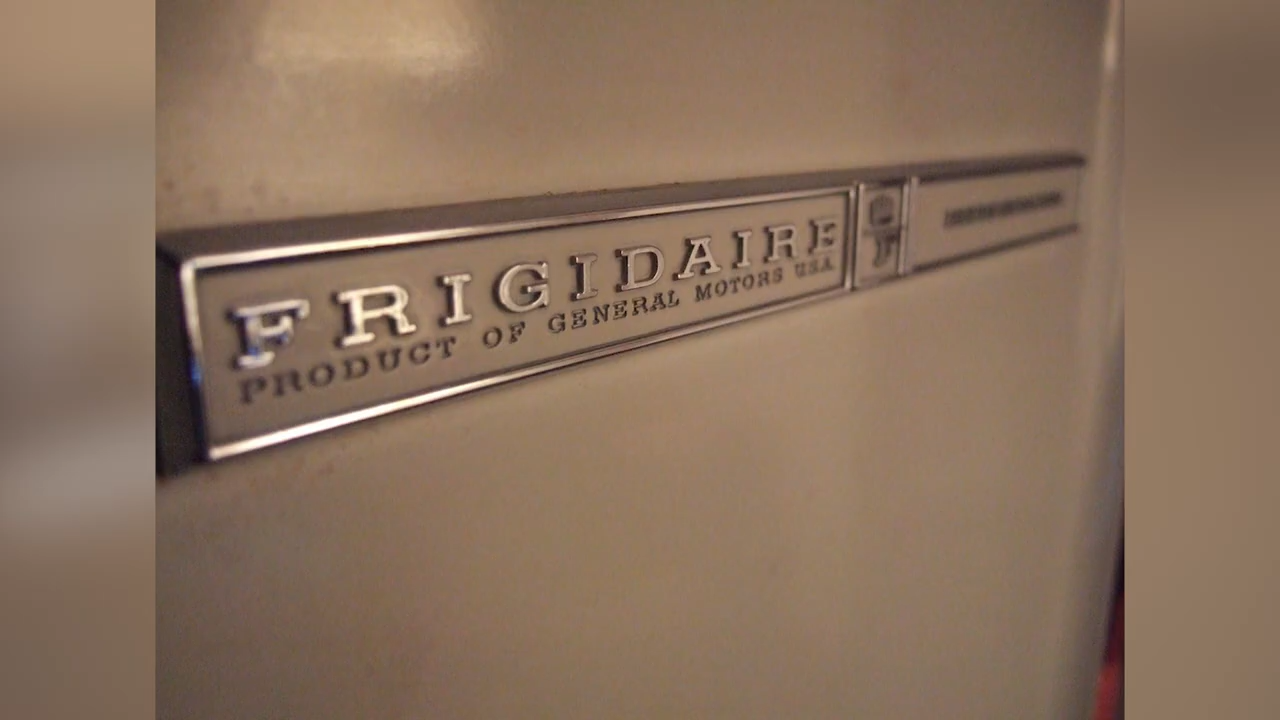 FRIGIDAIRE
PRODUCT OF GENERAL MOTORS U.S.A.
F